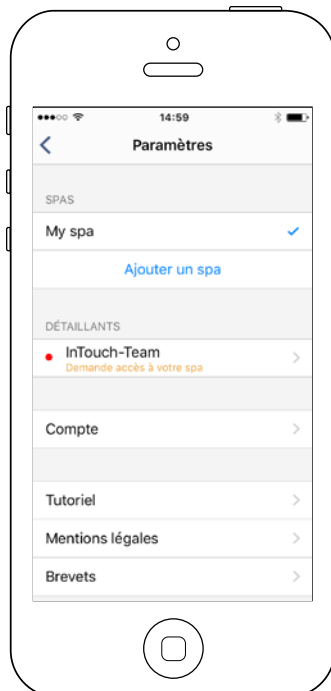 14:59
Paramètres
SPAS
My spa
Ajouter un spa
DÉTAILLANTS
InTouch-Team
Demande accès à votre spa
Compte
Tutoriel
Mentions légales
Brevets